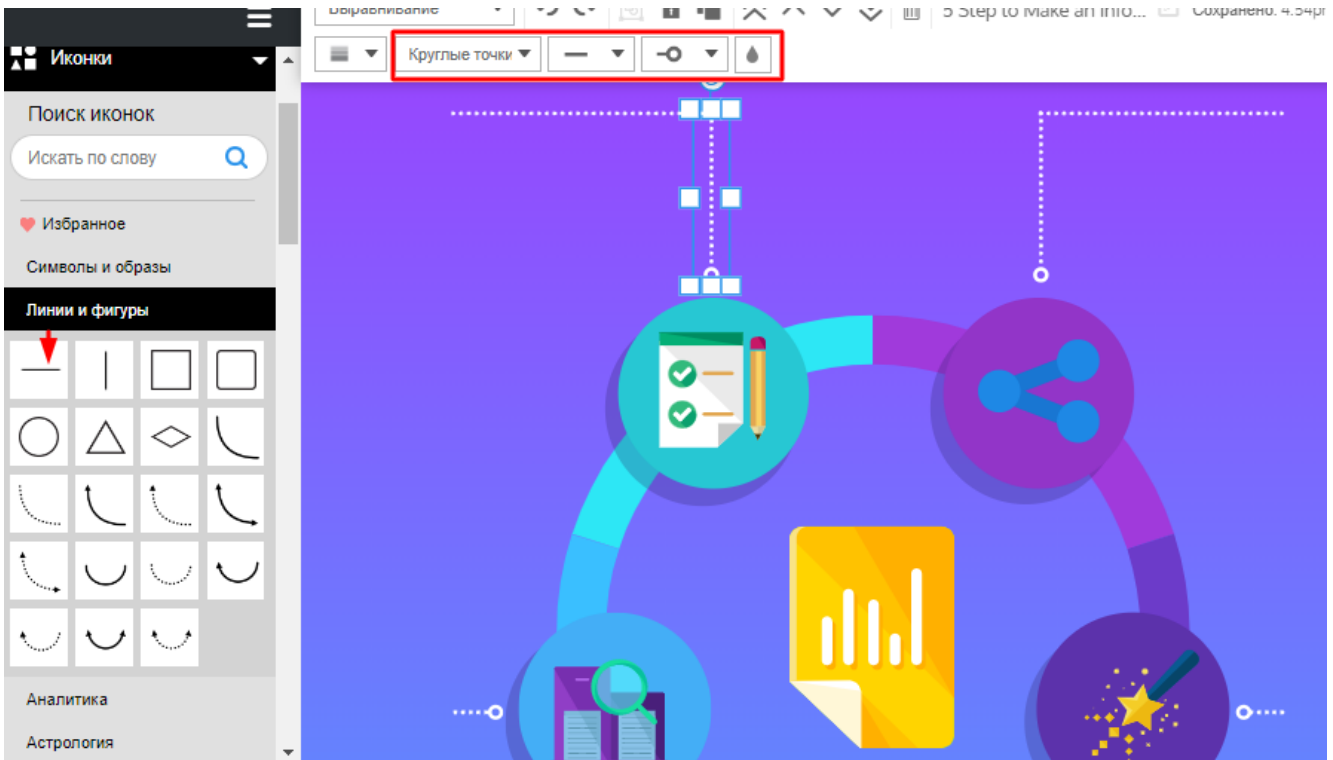 Выравнивание
5 Step to Make an Info...
Сохранено: 4:54pm
Круглые точки
Иконки
Поиск иконок
Искать по слову
Избранное
Символы и образы
Линии и фигуры
Аналитика
Астрология